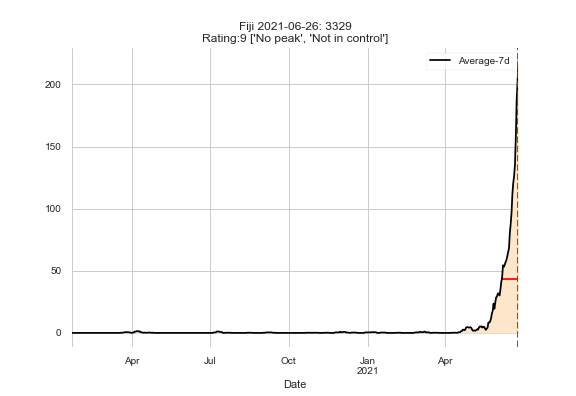 Fiji 2021-06-26: 3329
Rating:9 ['No peak', 'Not in control']
Average-7d
200
150
100
50
0
Apr
Jul
Oct
Jan
2021
Apr
Date